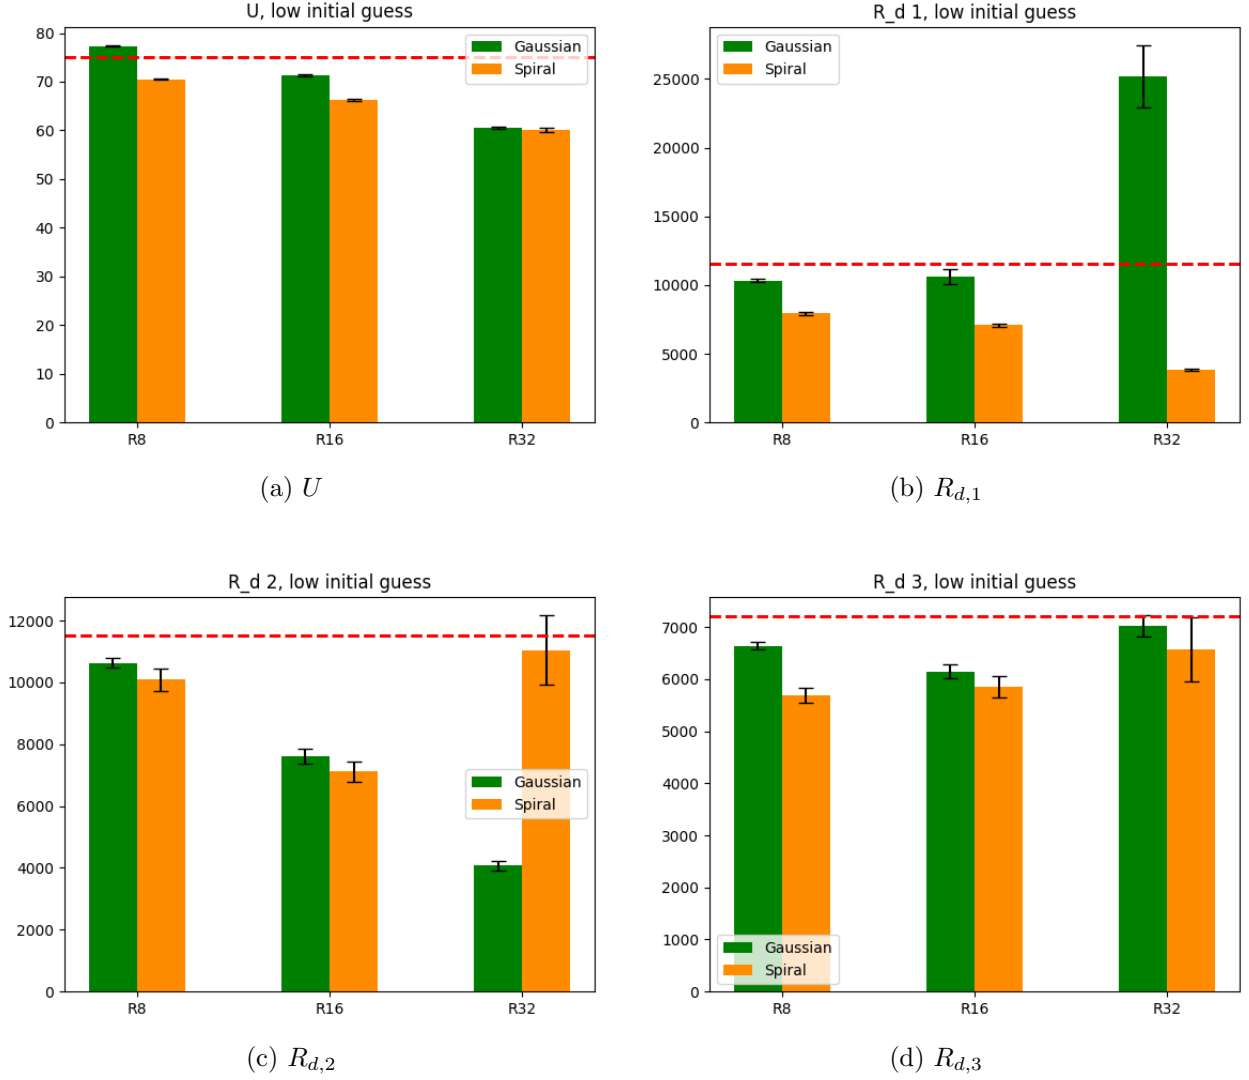 U, low initial guess
80
70
60
50
40
30
20
10
0
Gaussian
Spiral
R8
R16
R32
(a) U
R_d 1, low initial guess
25000
20000
15000
10000
5000
0
Gaussian
Spiral
R8
R16
R32
(b) R_{d,1}
R_d 2, low initial guess
12000
10000
8000
6000
4000
2000
0
Gaussian
Spiral
R8
R16
R32
(c) R_{d,2}
R_d 3, low initial guess
7000
6000
5000
4000
3000
2000
1000
0
Gaussian
Spiral
R8
R16
R32
(d) R_{d,3}